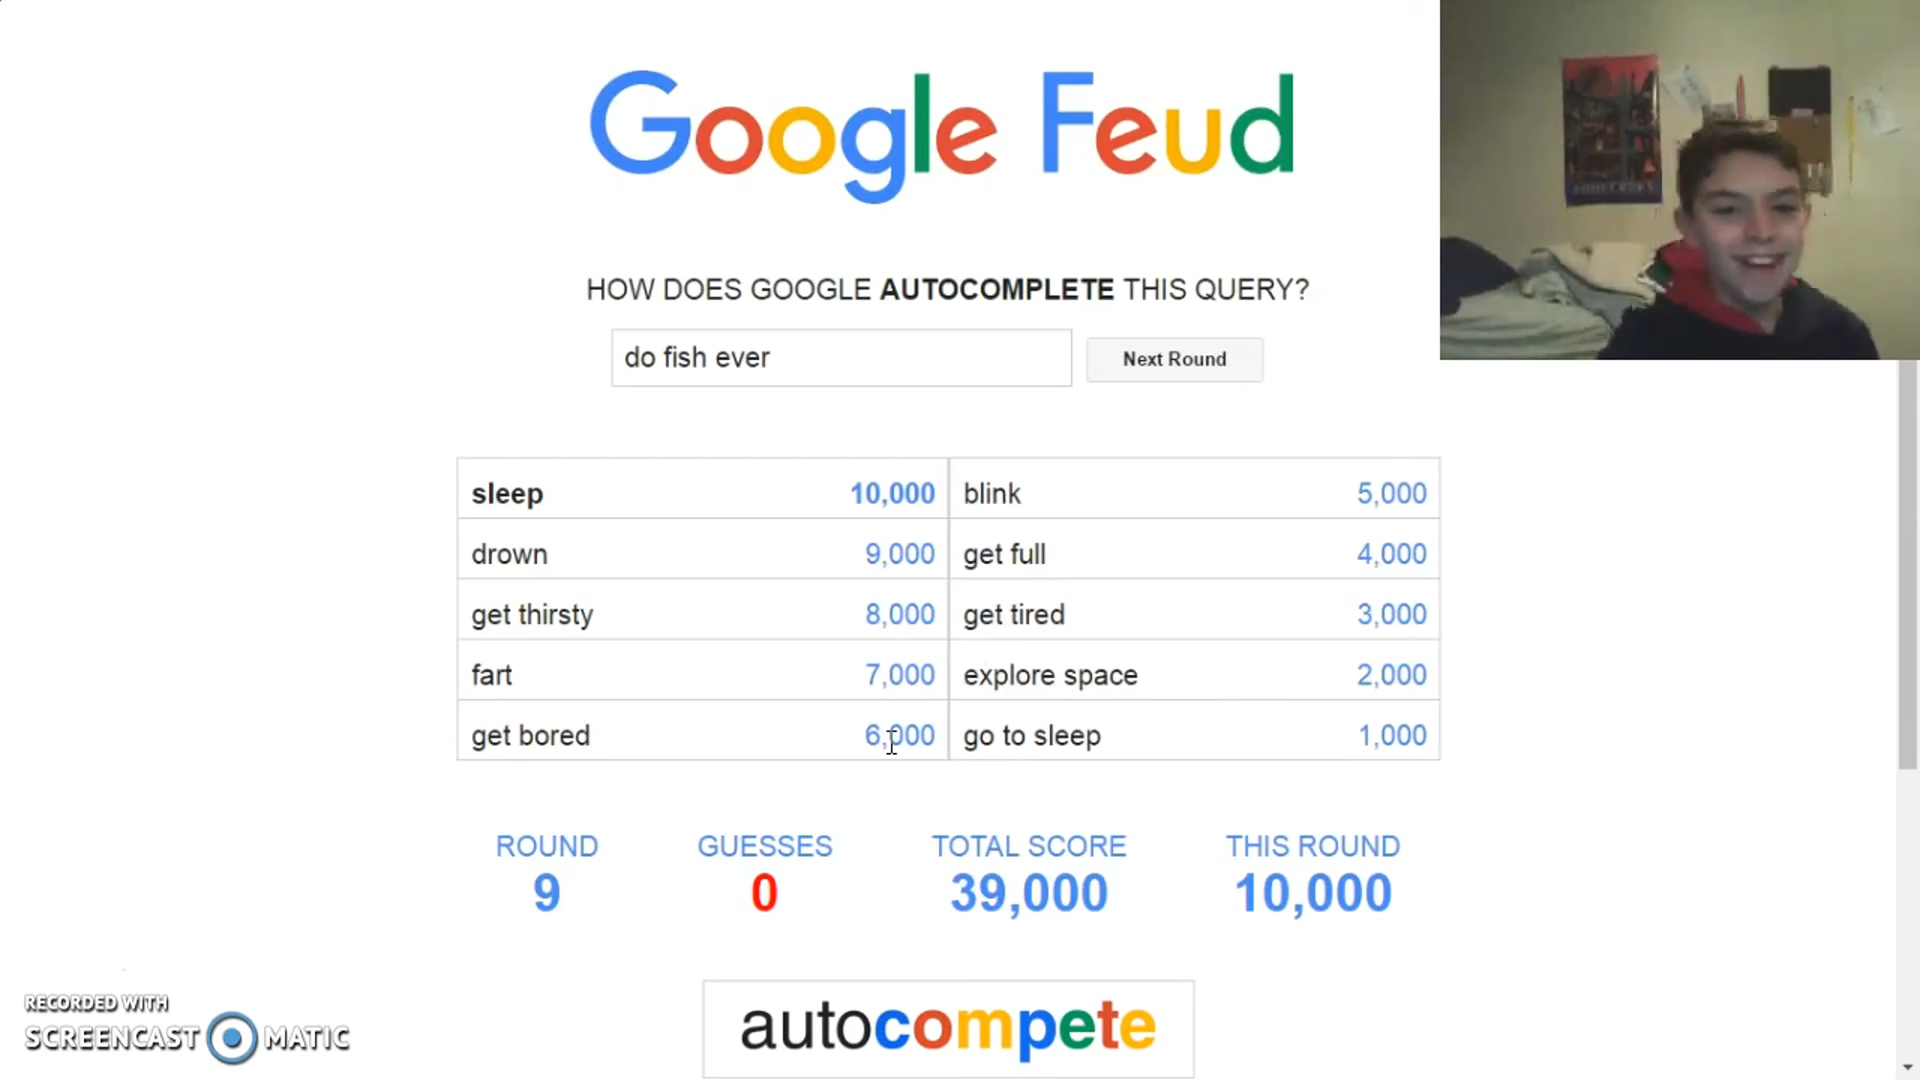 Google Feud
HOW DOES GOOGLE AUTOCOMPLETE THIS QUERY?
do fish ever
Next Round
sleep 10,000 blink 5,000
drown 9,000 get full 4,000
get thirsty 8,000 get tired 3,000
fart 7,000 explore space 2,000
get bored 6,000 go to sleep 1,000
ROUND GUESSES TOTAL SCORE THIS ROUND
9 0 39,000 10,000
autocompete
RECORDED WITH
SCREENCAST MATIC
MINECRAFT